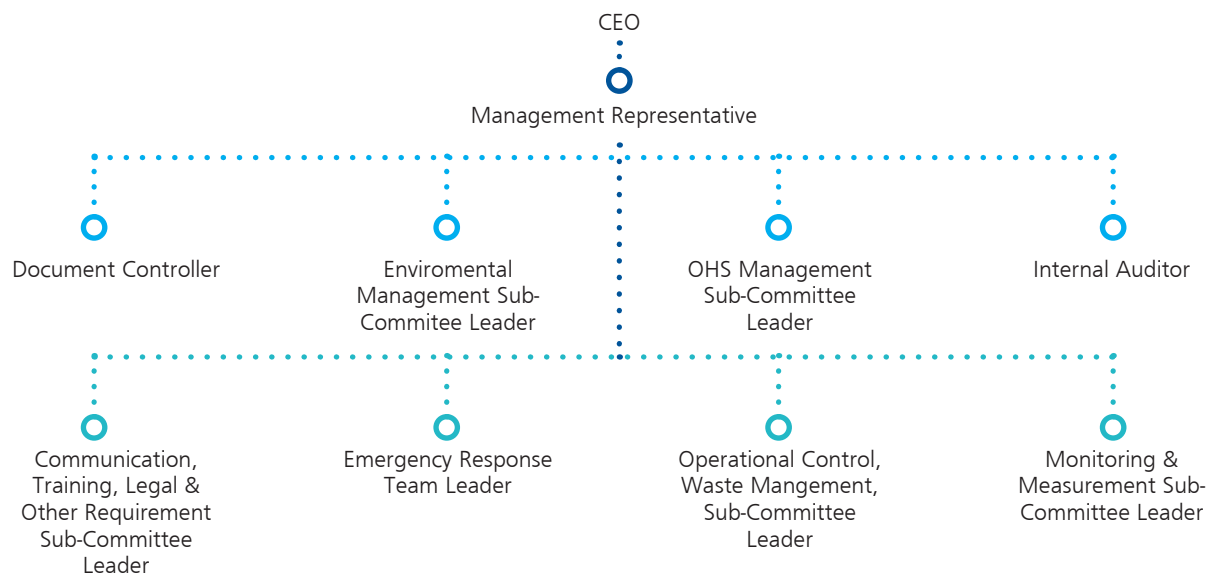 CEO
Management Representative
Document Controller
Enviromental
Management Sub-
Commitee Leader
OHS Management
Sub-Committee
Leader
Internal Auditor
Communication,
Training, Legal &
Other Requirement
Sub-Committee
Leader
Emergency Response
Team Leader
Operational Control,
Waste Mangement,
Sub-Committee
Leader
Monitoring &
Measurement Sub-
Committee Leader